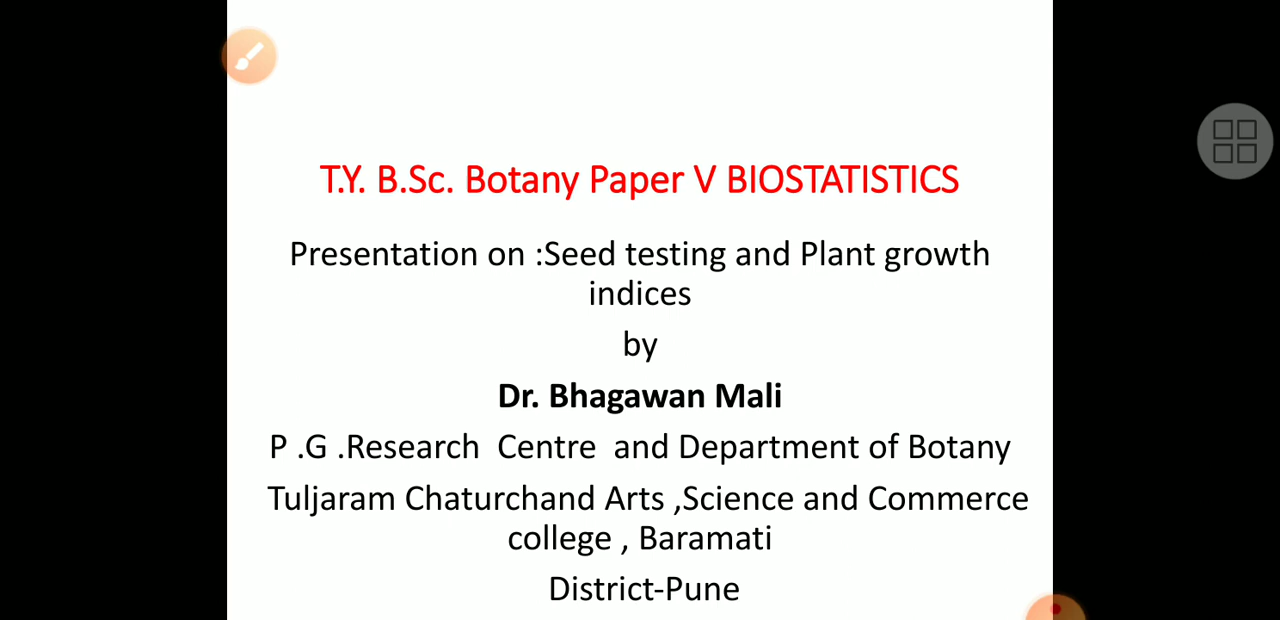 T.Y. B.Sc. Botany Paper V BIOSTATISTICS
Presentation on :Seed testing and Plant growth
indices
by
Dr. Bhagawan Mali
P .G .Research Centre and Department of Botany
Tuljaram Chaturchand Arts ,Science and Commerce
college , Baramati
District-Pune